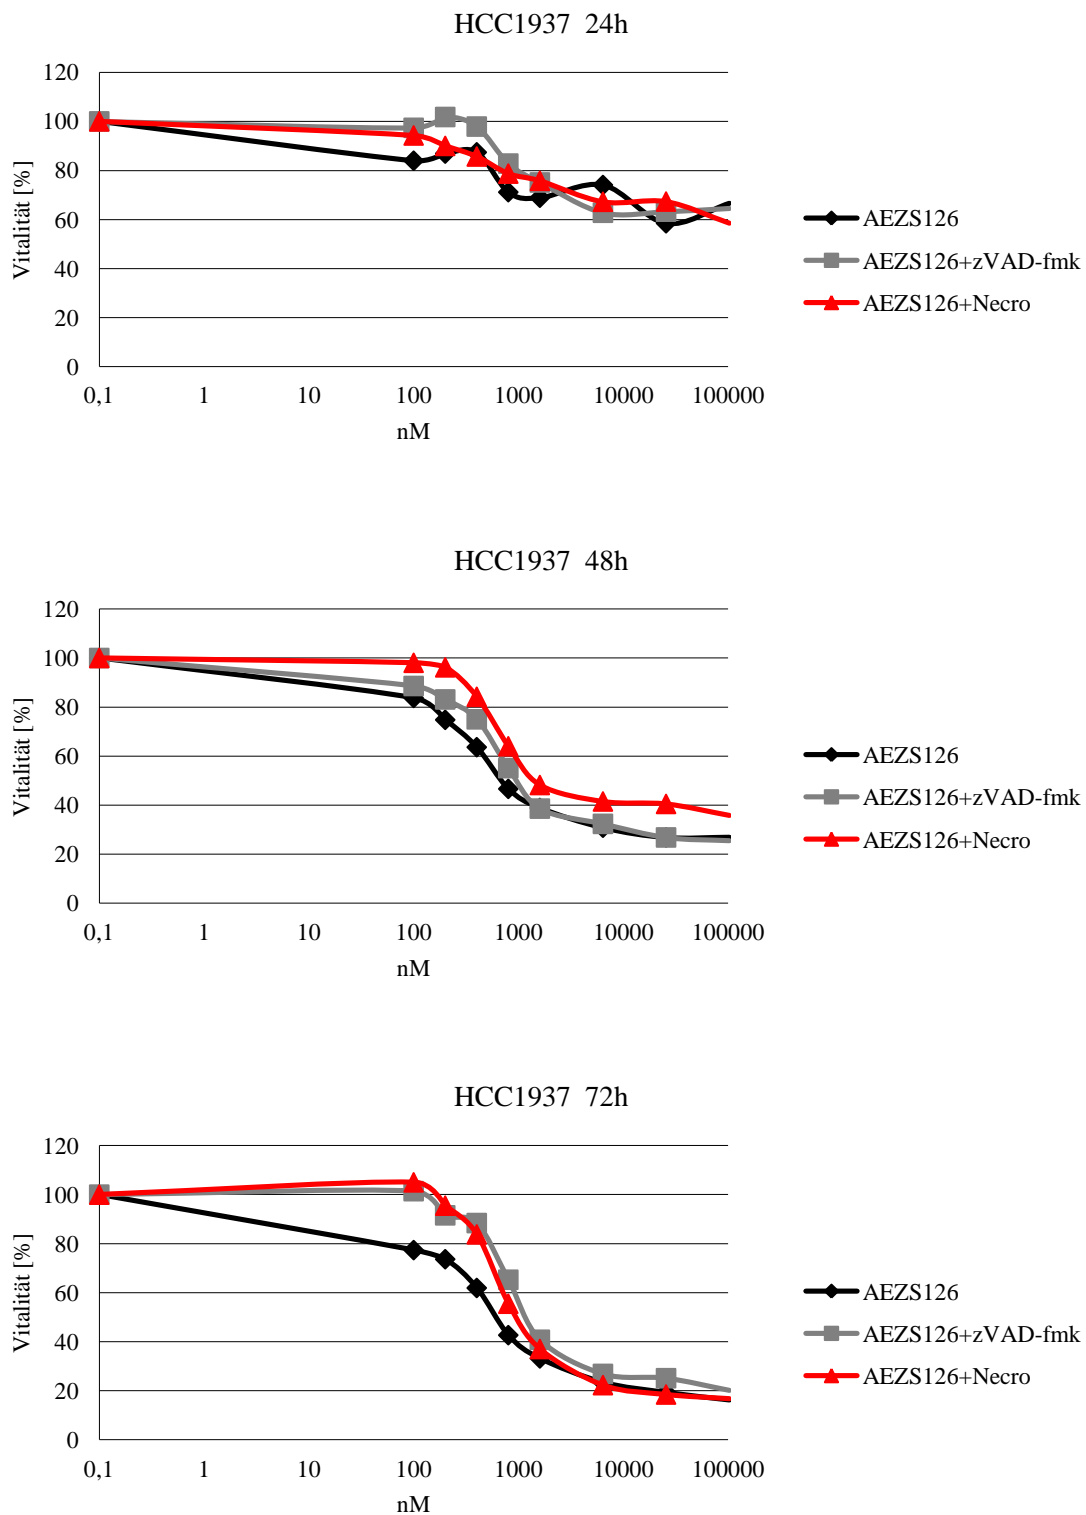 HCC1937  24h
Vitalität [%]
120
100
80
60
40
20
0
0,1 1 10 100 1000 10000 100000
nM
AEZS126
AEZS126+zVAD-fmk
AEZS126+Necro
HCC1937  48h
Vitalität [%]
120
100
80
60
40
20
0
0,1 1 10 100 1000 10000 100000
nM
AEZS126
AEZS126+zVAD-fmk
AEZS126+Necro
HCC1937  72h
Vitalität [%]
120
100
80
60
40
20
0
0,1 1 10 100 1000 10000 100000
nM
AEZS126
AEZS126+zVAD-fmk
AEZS126+Necro